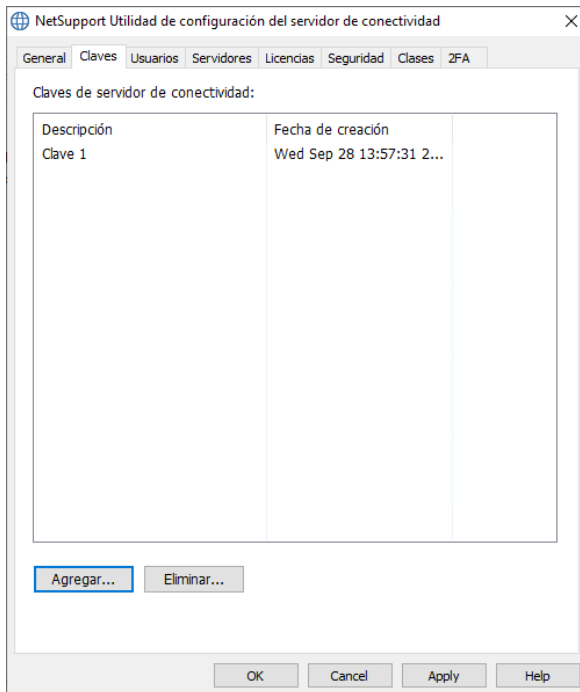 NetSupport Utilidad de configuración del servidor de conectividad
General Claves Usuarios Servidores Licencias Seguridad Clases 2FA
Claves de servidor de conectividad:
Descripción Fecha de creación
Clave 1 Wed Sep 28 13:57:31 2...
Agregar... Eliminar...
OK Cancel Apply Help